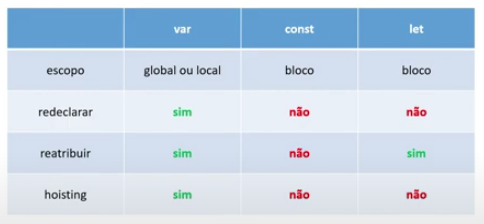 var const let
escopo global ou local bloco bloco
redeclarar sim não não
reatribuir sim não sim
hoisting sim não não